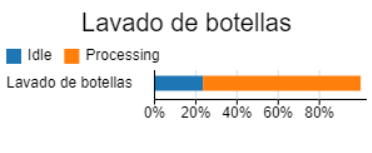 Lavado de botellas
Idle Processing
Lavado de botellas
0% 20% 40% 60% 80%